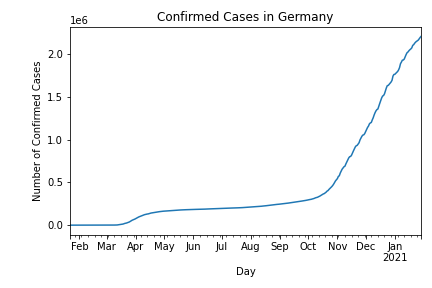 Confirmed Cases in Germany
1e6
2.0
1.5
1.0
0.5
0.0
Number of Confirmed Cases
Feb Mar Apr May Jun Jul Aug Sep Oct Nov Dec Jan
2021
Day